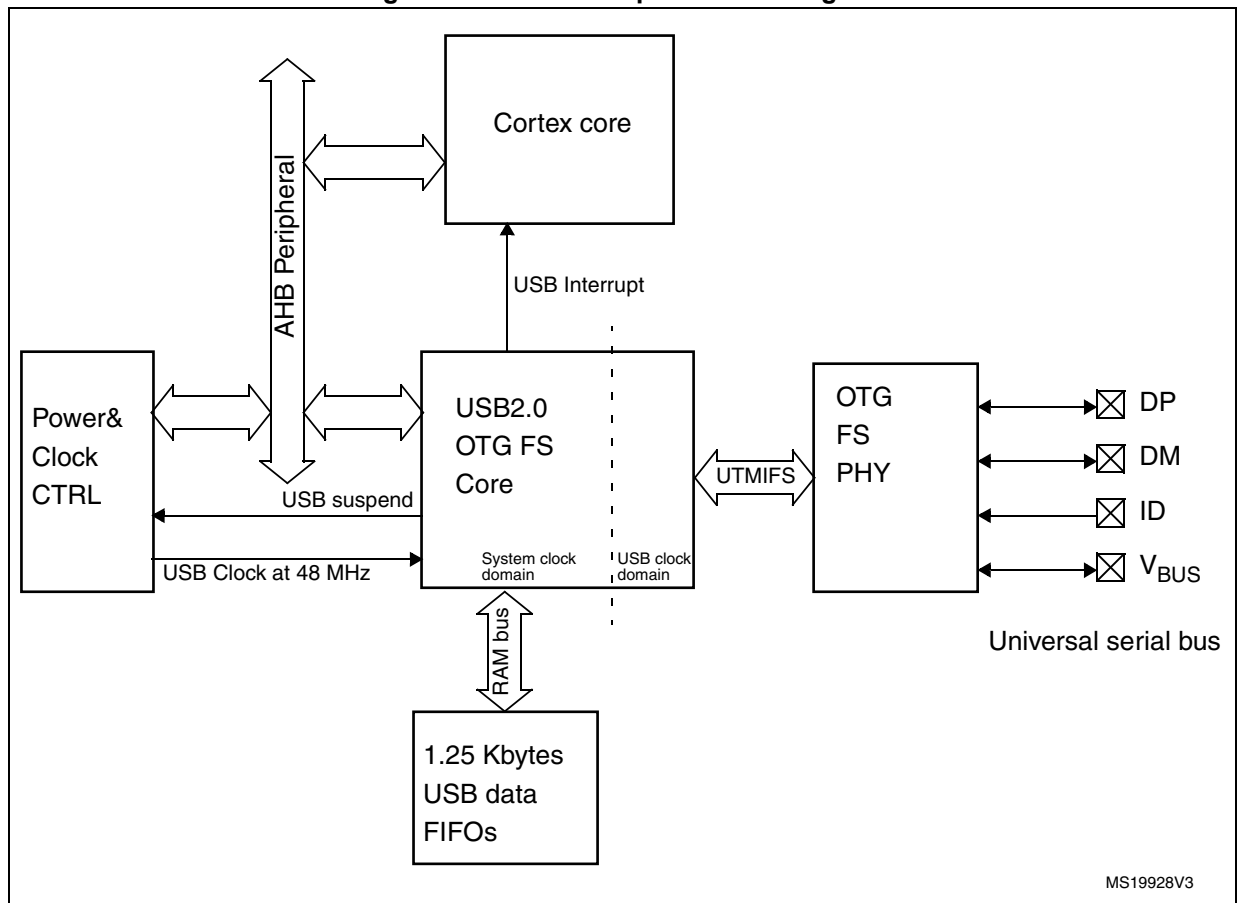 Cortex core
AHB Peripheral
USB Interrupt
Power&
Clock
CTRL
USB2.0
OTG FS
Core
OTG
FS
PHY
DP
DM
ID
VBUS
UTMIFS
USB suspend
USB Clock at 48 MHz
System clock
domain
USB clock
domain
Universal serial bus
RAM bus
1.25 Kbytes
USB data
FIFOs
MS19928V3